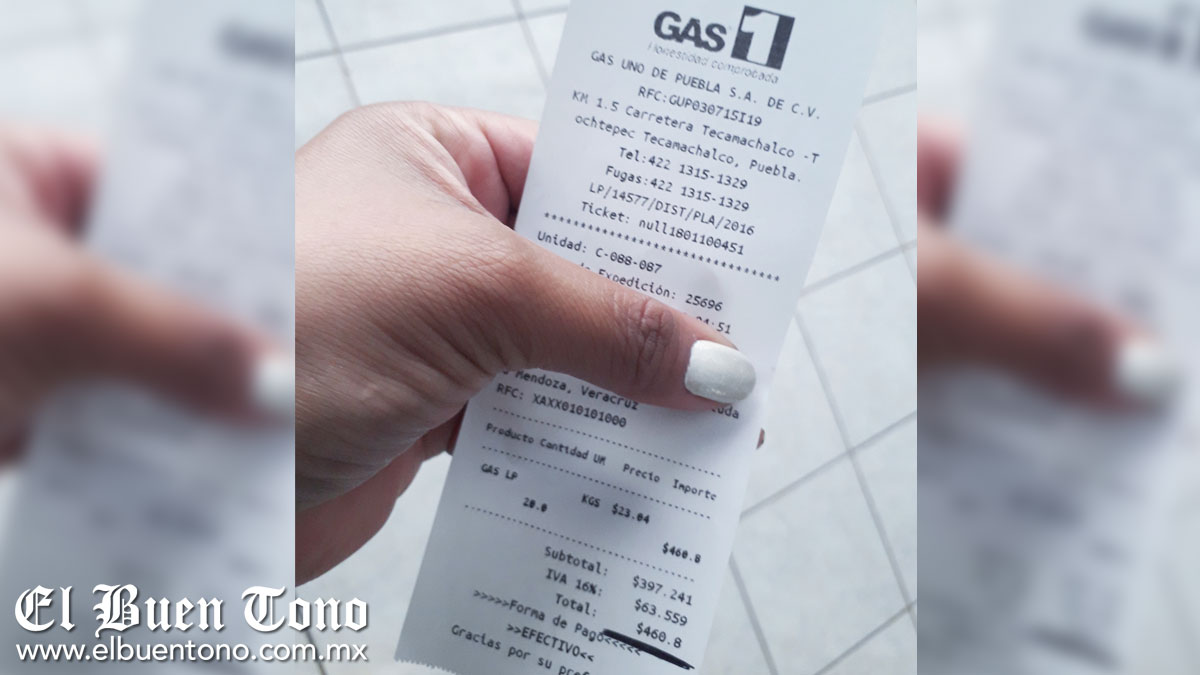 GAS 1
Honestidad comprobada
GAS UNO DE PUEBLA S.A. DE C.V.
RFC:GUP030715I19
KM 1.5 Carretera Tecamachalco -T
ochtepec Tecamachalco, Puebla.
Tel:422 1315-1329
Fugas:422 1315-1329
LP/14577/DIST/PLA/2016
Ticket: null1801100451
********************************
Unidad: C-088-087
Expedición: 25696
:51
Mendoza, Veracruz
RFC: XAXX010101000
--------------------------------
Producto Cantidad UM Precio Importe
--------------------------------
GAS LP
20.0 KGS $23.04
$460.8
--------------------------------
Subtotal: $397.241
IVA 16%: $63.559
Total: $460.8
>>>>>Forma de Pago<<<<<
>>EFECTIVO<<
Gracias por su
El Buen Tono
www.elbuentono.com.mx